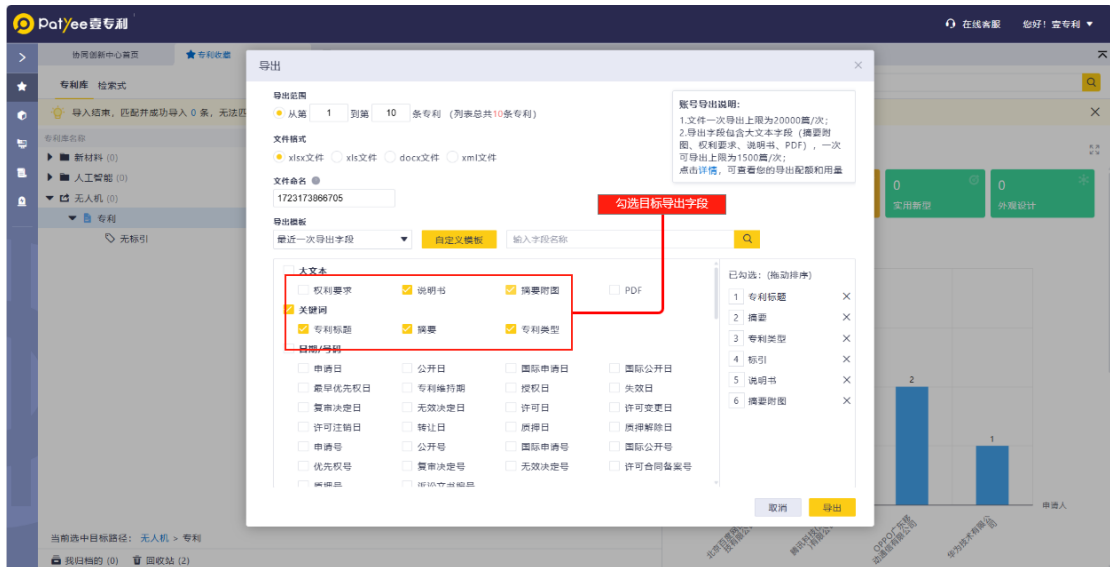 Patyee壹专利
在线客服 您好！壹专利 ▼
协同创新中心首页 专利收藏
专利库 检索式
导入结束，匹配并成功导入 0 条，无法匹
专利库名称
新材料 (0)
人工智能 (0)
无人机 (0)
专利
无标引
导出
导出范围
从第 1 到第 10 条专利 (列表总共10条专利)
文件格式
xlsx文件 xls文件 docx文件 xml文件
文件命名
1723173866705
账号导出说明:
1.文件一次导出上限为20000篇/次；
2.导出字段包含大文本字段（摘要附
图、权利要求、说明书、PDF），一次
可导出上限为1500篇/次；
点击详情，可查看您的导出配额和用量
勾选目标导出字段
导出模板
最近一次导出字段 自定义模板 输入字段名称
大文本
权利要求 说明书 摘要附图 PDF
关键词
专利标题 摘要 专利类型
日期/号码
申请日 公开日 国际申请日 国际公开日
最早优先权日 专利维持期 授权日 失效日
复审决定日 无效决定日 许可日 许可变更日
许可注销日 转让日 质押日 质押解除日
申请号 公开号 国际申请号 国际公开号
优先权号 复审决定号 无效决定号 许可合同备案号
质押号 诉讼文书编号
已勾选: (拖动排序)
1 专利标题
2 摘要
3 专利类型
4 标引
5 说明书
6 摘要附图
取消 导出
0 0
实用新型 外观设计
2
1
申请人
华为技术有限公司
当前选中目标路径： 无人机 > 专利
我归档的 (0) 回收站 (2)